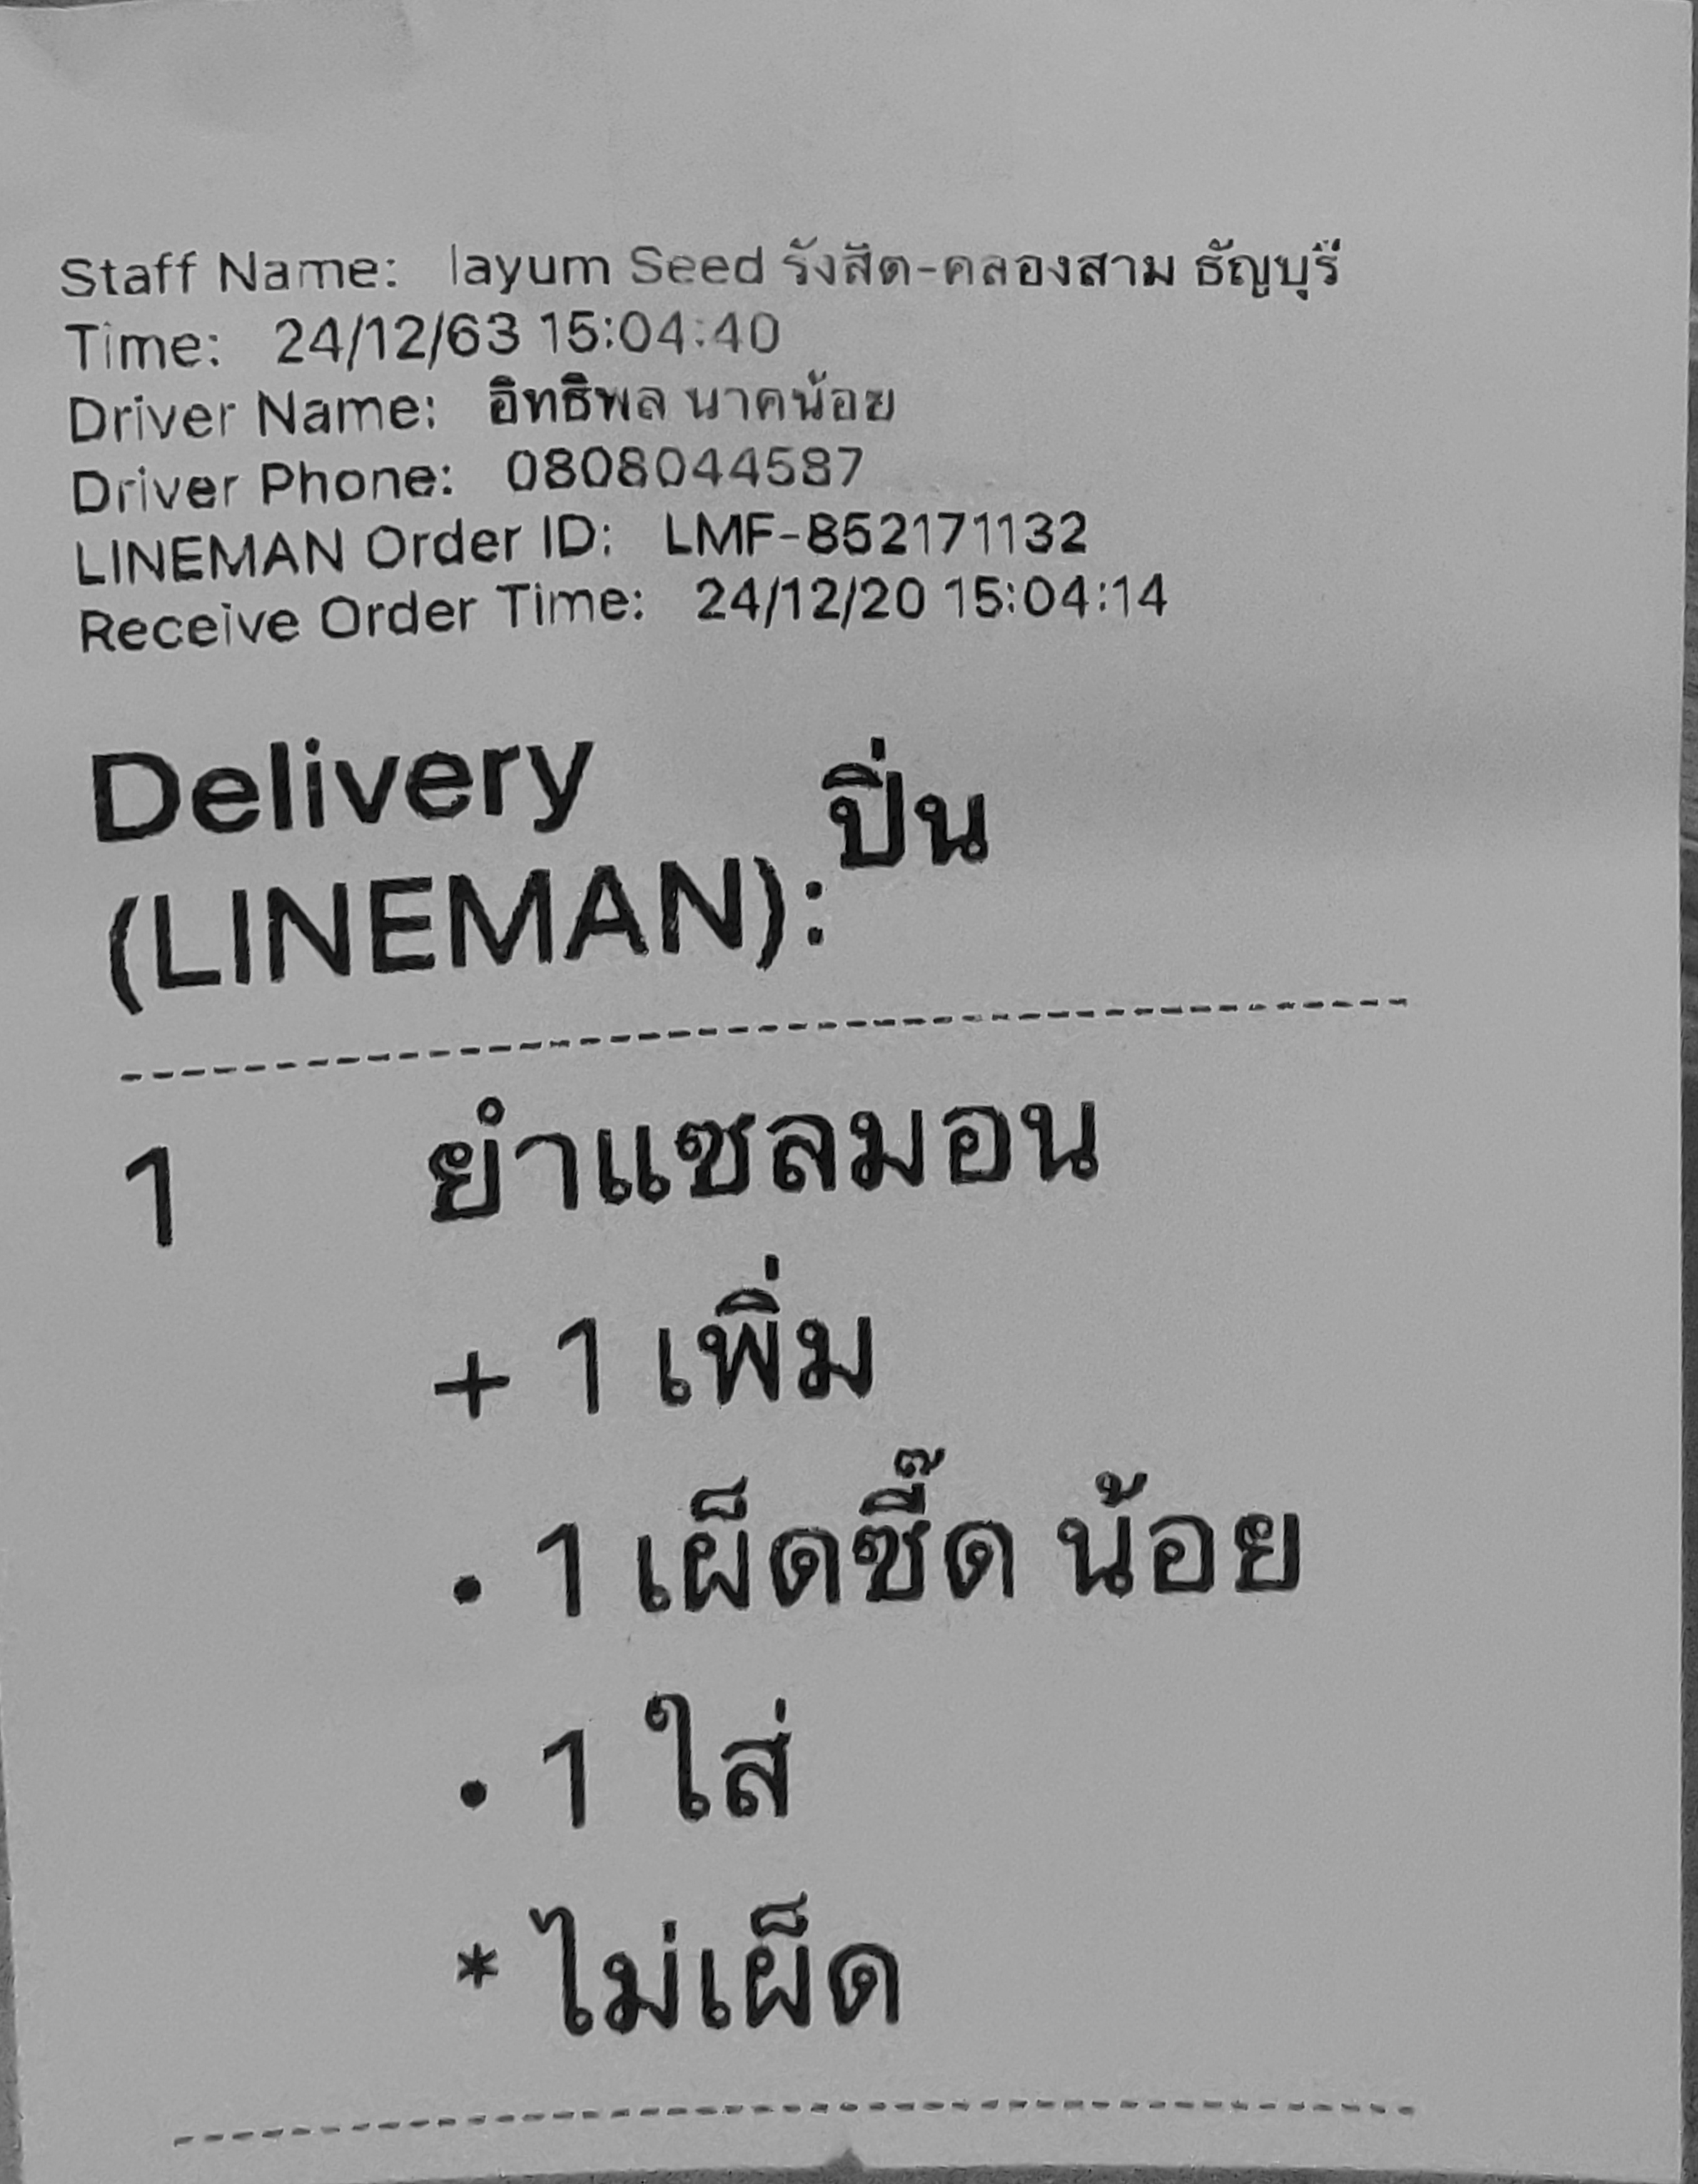 Staff Name: layum Seed รังสิต-คลองสาม ธัญบุรี
Time: 24/12/63 15:04:40
Driver Name: อิทธิพล นาคน้อย
Driver Phone: 0808044587
LINEMAN Order ID: LMF-852171132
Receive Order Time: 24/12/20 15:04:14
Delivery
(LINEMAN): ปิ่น
1 ยำแซลมอน
+ 1 เพิ่ม
• 1 เผ็ดซี๊ด น้อย
• 1 ใส่
* ไม่เผ็ด